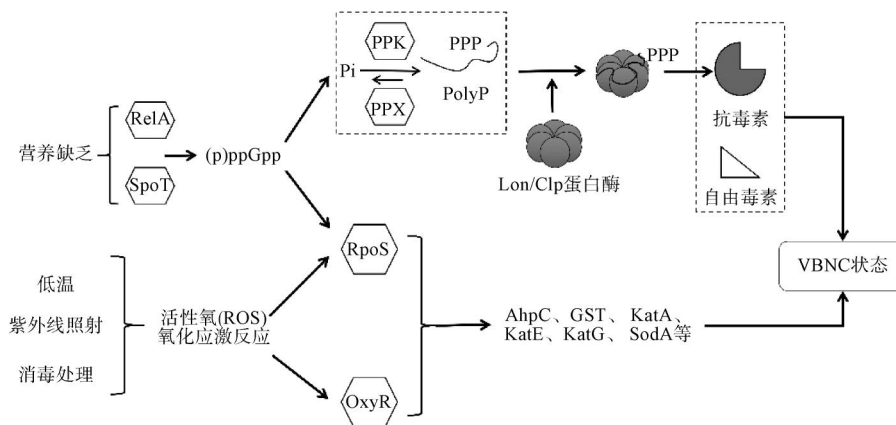 PPK
PPP
Pi
PPX
PolyP
PPP
Lon/Clp蛋白酶
抗毒素
自由毒素
营养缺乏
RelA
SpoT
(p)ppGpp
RpoS
VBNC状态
低温
紫外线照射
消毒处理
活性氧(ROS)
氧化应激反应
AhpC、GST、 KatA、
KatE、KatG、 SodA等
OxyR